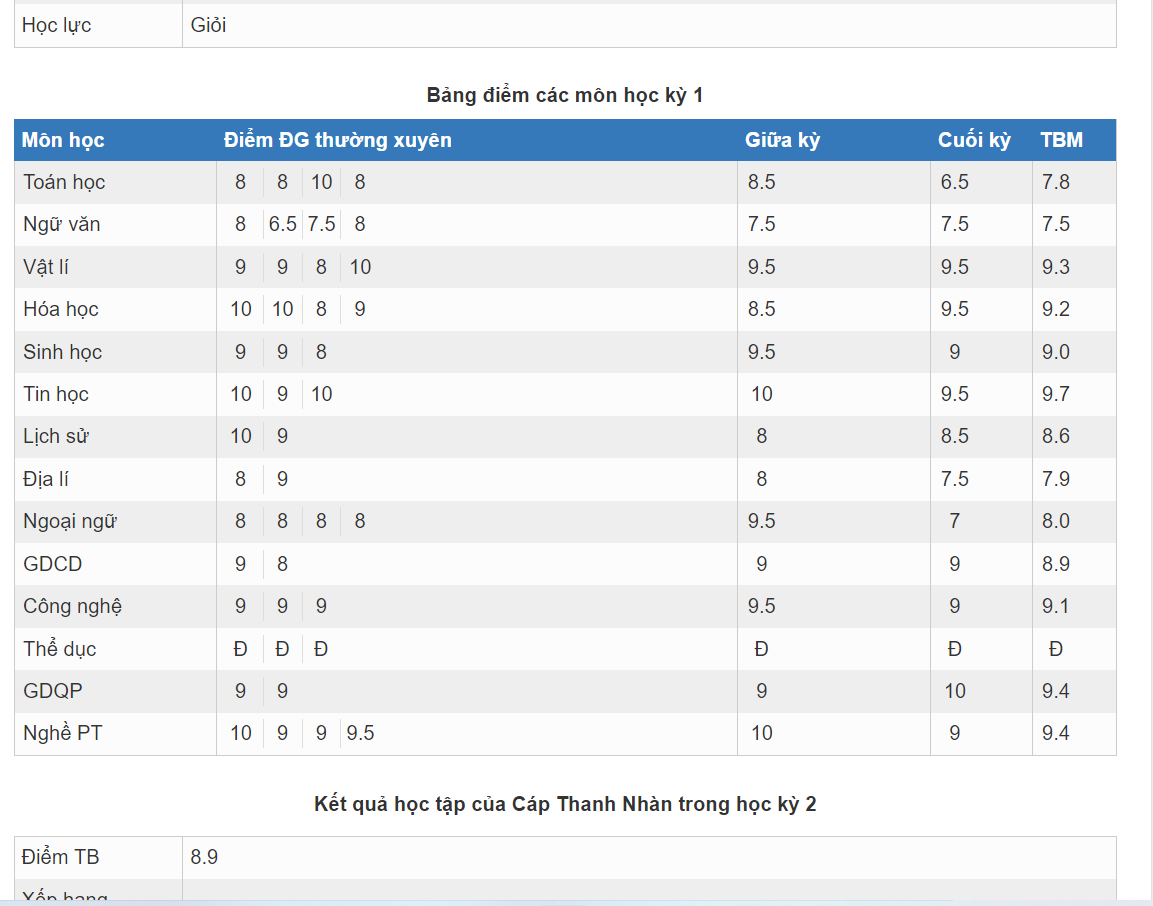 Học lực Giỏi
Bảng điểm các môn học kỳ 1
Môn học Điểm ĐG thường xuyên Giữa kỳ Cuối kỳ TBM
Toán học 8 8 10 8 8.5 6.5 7.8
Ngữ văn 8 6.5 7.5 8 7.5 7.5 7.5
Vật lí 9 9 8 10 9.5 9.5 9.3
Hóa học 10 10 8 9 8.5 9.5 9.2
Sinh học 9 9 8 9.5 9 9.0
Tin học 10 9 10 10 9.5 9.7
Lịch sử 10 9 8 8.5 8.6
Địa lí 8 9 8 7.5 7.9
Ngoại ngữ 8 8 8 8 9.5 7 8.0
GDCD 9 8 9 9 8.9
Công nghệ 9 9 9 9.5 9 9.1
Thể dục Đ Đ Đ Đ Đ Đ
GDQP 9 9 9 10 9.4
Nghề PT 10 9 9 9.5 10 9 9.4
Kết quả học tập của Cáp Thanh Nhàn trong học kỳ 2
Điểm TB 8.9
Xếp hạng